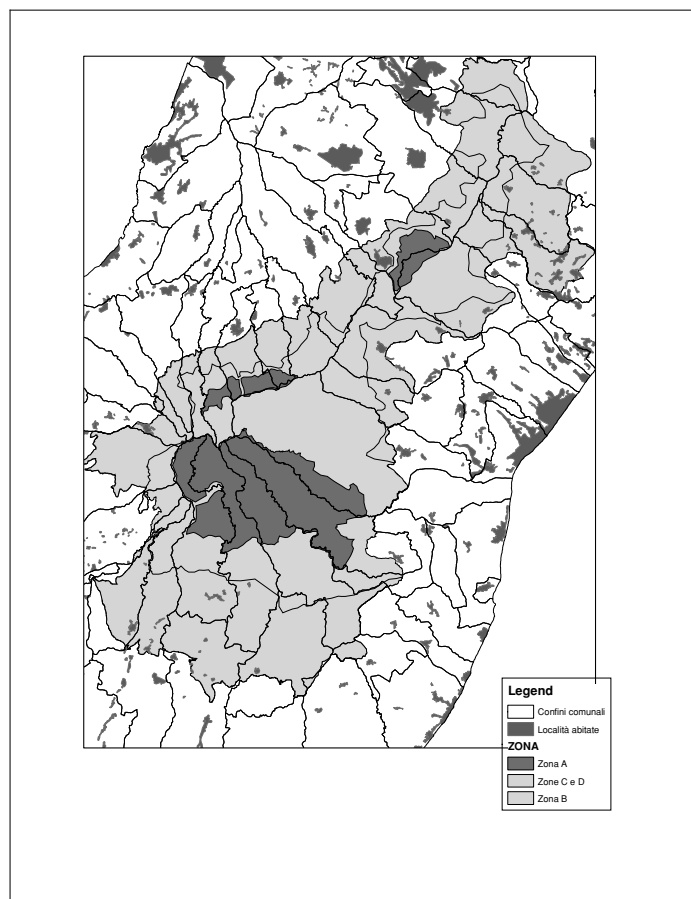 Legend
Confini comunali
Località abitate
ZONA
Zona A
Zone C e D
Zona B